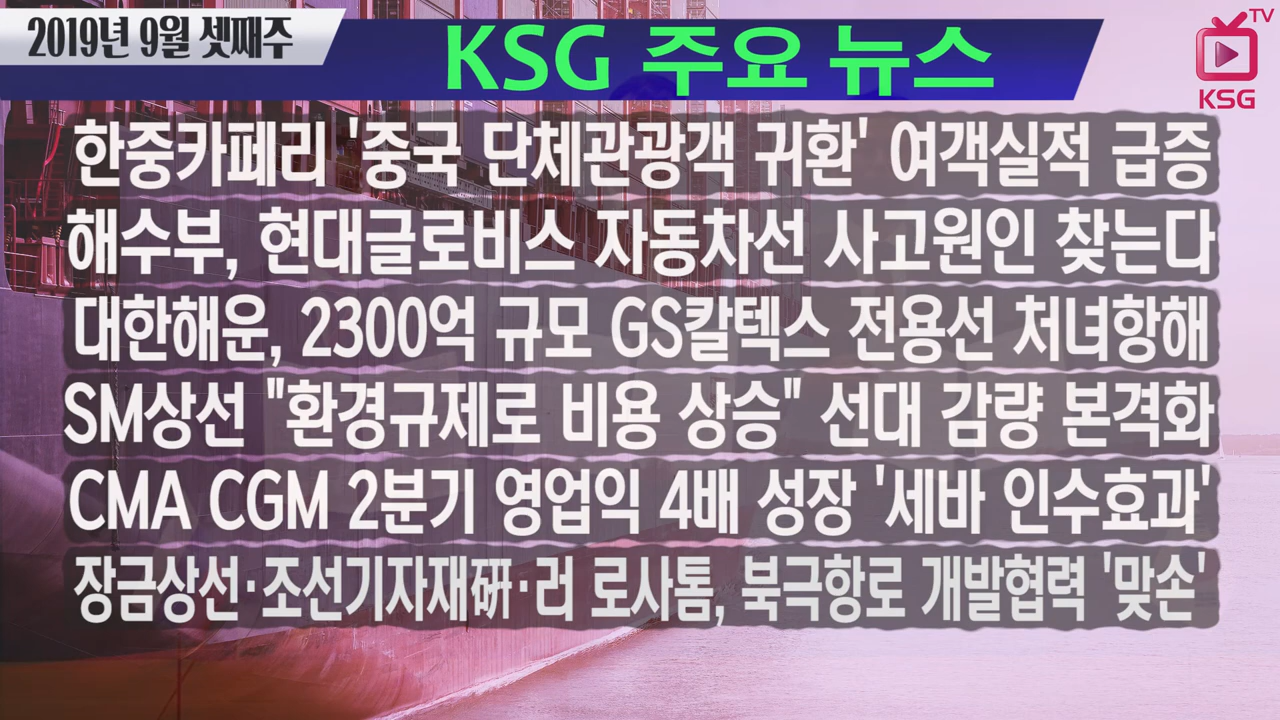 2019년 9월 셋째주
KSG 주요 뉴스
TV
KSG
한중카페리 '중국 단체관광객 귀환' 여객실적 급증
해수부, 현대글로비스 자동차선 사고원인 찾는다
대한해운, 2300억 규모 GS칼텍스 전용선 처녀항해
SM상선 "환경규제로 비용 상승" 선대 감량 본격화
CMA CGM 2분기 영업익 4배 성장 '세바 인수효과'
장금상선·조선기자재硏·러 로사톰, 북극항로 개발협력 '맞손'